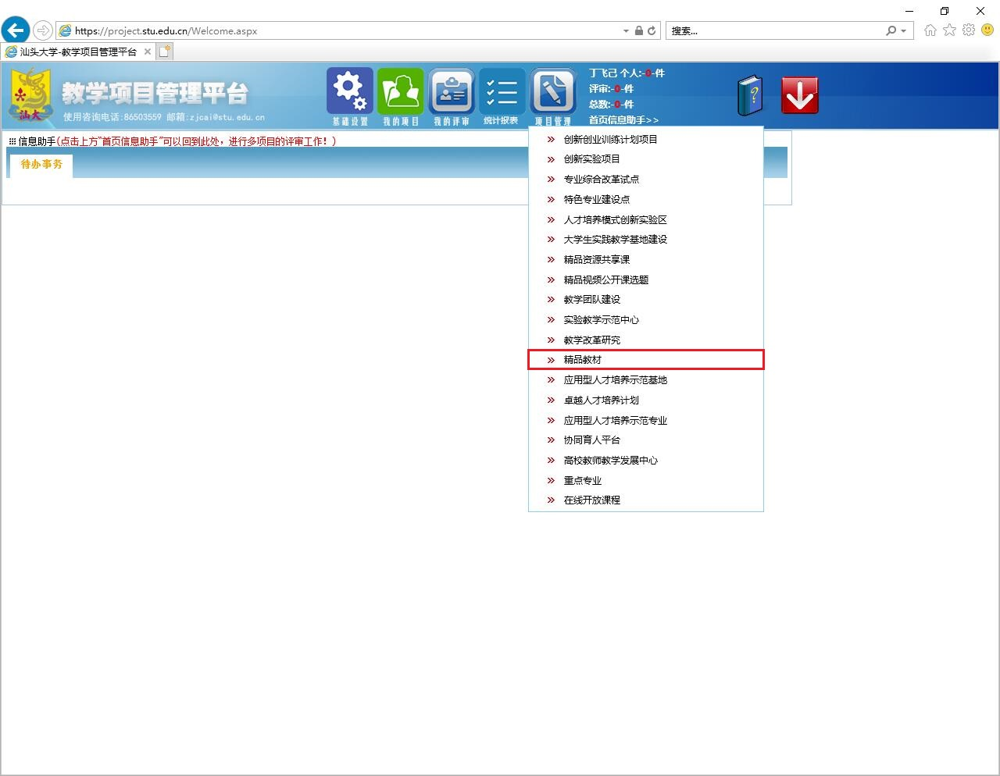 https://project.stu.edu.cn/Welcome.aspx
搜索...
汕头大学-教学项目管理平台
汕大
教学项目管理平台
使用咨询电话:86503559 邮箱:zjcai@stu.edu.cn
基础设置
我的项目
我的评审
统计报表
项目管理
丁飞己 个人:-0-件
评审:-0-件
总数:-0-件
首页信息助手>>
信息助手(点击上方"首页信息助手"可以回到此处，进行多项目的评审工作！)
待办事务
创新创业训练计划项目
创新实验项目
专业综合改革试点
特色专业建设点
人才培养模式创新实验区
大学生实践教学基地建设
精品资源共享课
精品视频公开课选题
教学团队建设
实验教学示范中心
教学改革研究
精品教材
应用型人才培养示范基地
卓越人才培养计划
应用型人才培养示范专业
协同育人平台
高校教师教学发展中心
重点专业
在线开放课程